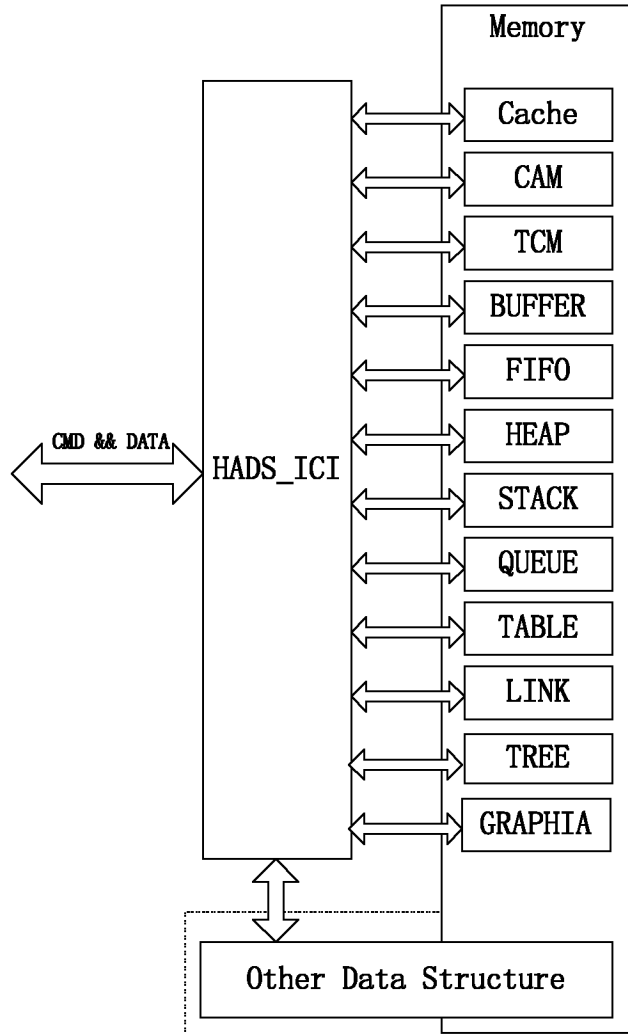 Memory
Cache
CAM
TCM
BUFFER
FIFO
HEAP
CMD && DATA
HADS_ICI
STACK
QUEUE
TABLE
LINK
TREE
GRAPHIA
Other Data Structure